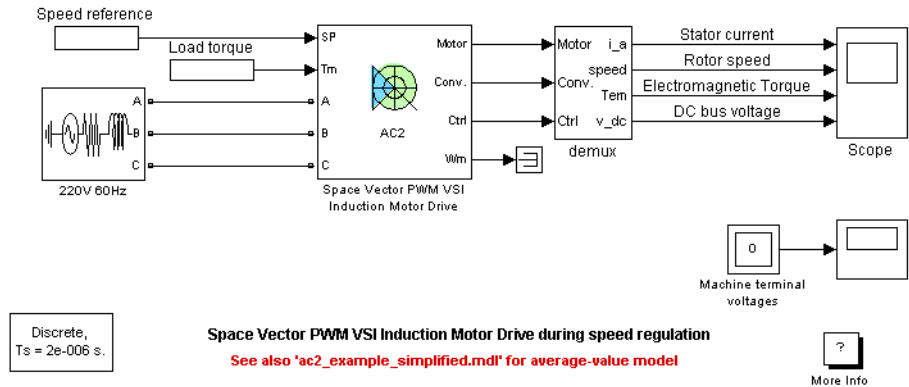 Speed reference
Load torque
SP
Tm
A
B
C
Motor
Conv.
Ctrl
Wm
AC2
Space Vector PWM VSI
Induction Motor Drive
A
B
C
220V 60Hz
Motor
Conv.
Ctrl
i_a
speed
Tem
v_dc
demux
Stator current
Rotor speed
Electromagnetic Torque
DC bus voltage
Scope
0
Machine terminal
voltages
Discrete,
Ts = 2e-006 s.
Space Vector PWM VSI Induction Motor Drive during speed regulation
See also 'ac2_example_simplified.mdl' for average-value model
?
More Info